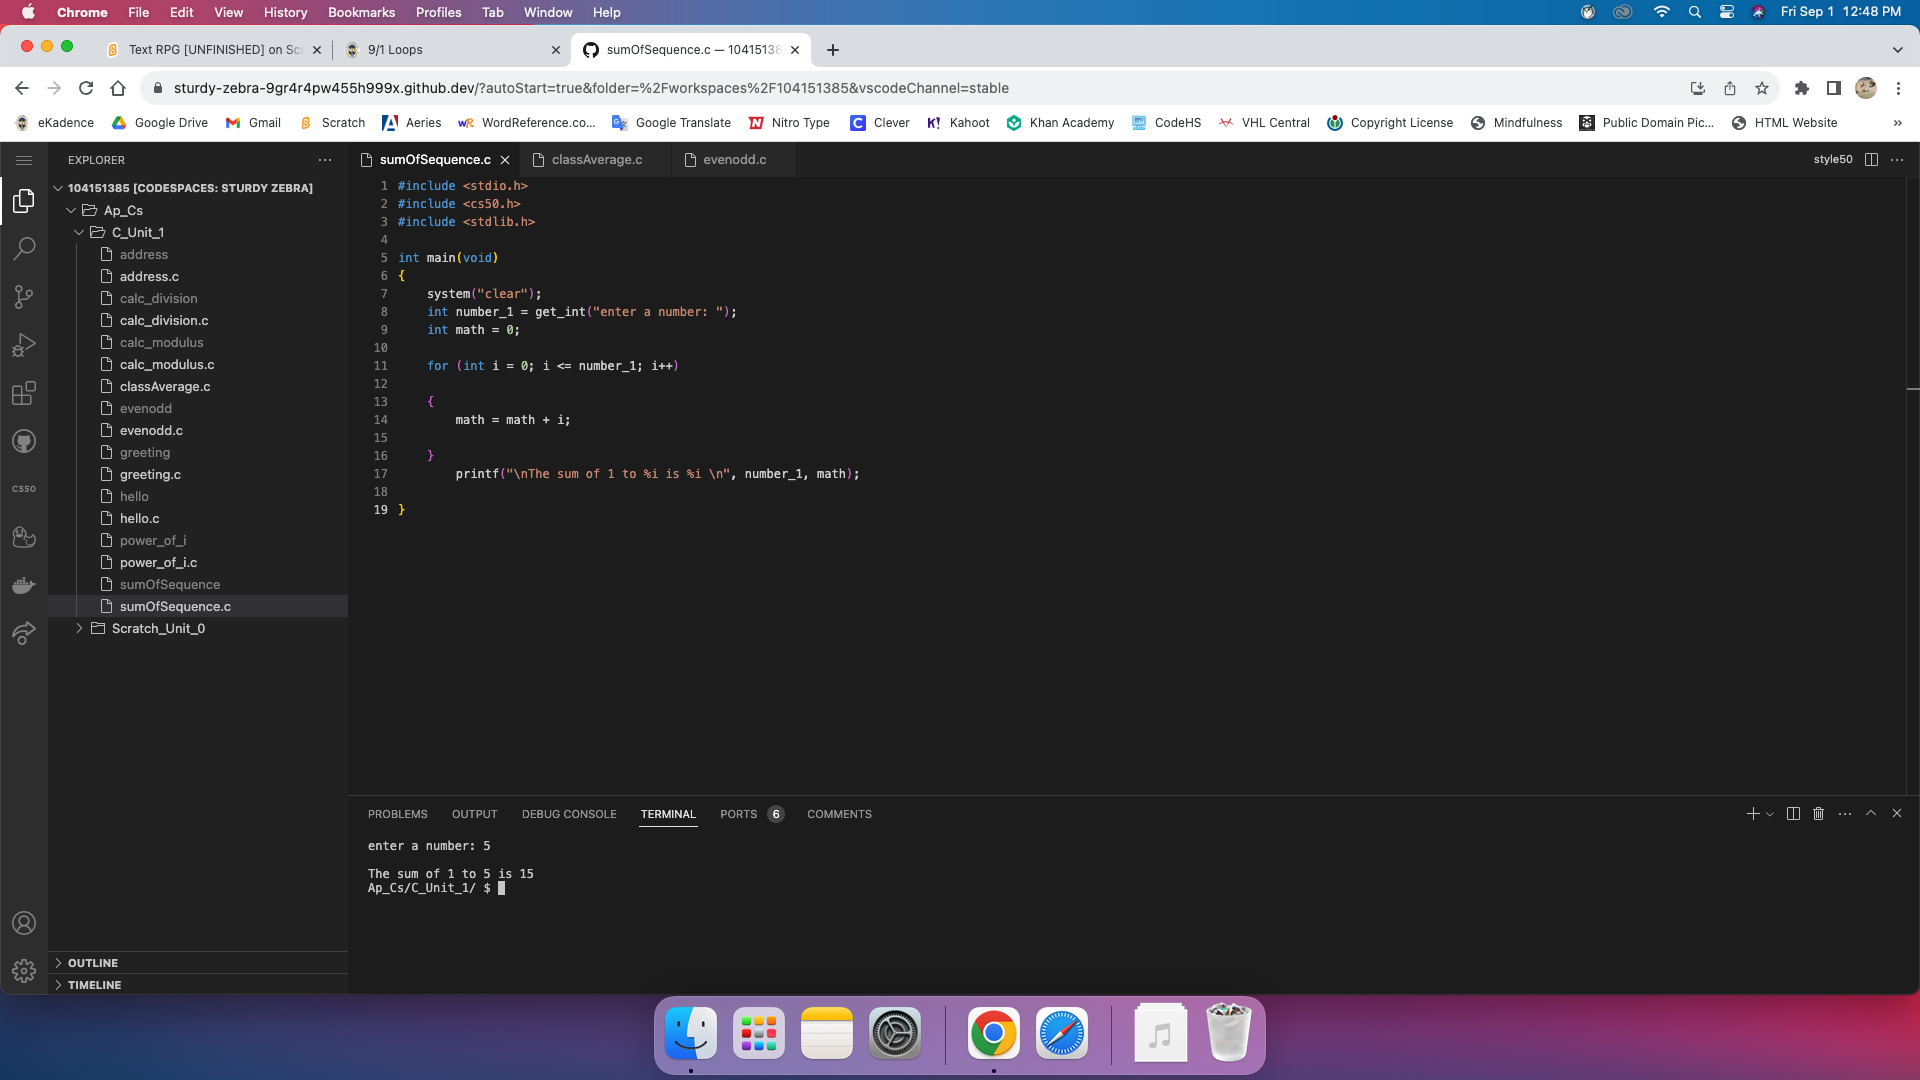 Chrome File Edit View History Bookmarks Profiles Tab Window Help Fri Sep 1 12:48 PM
Text RPG [UNFINISHED] on Scr 9/1 Loops sumOfSequence.c — 10415138
sturdy-zebra-9gr4r4pw455h999x.github.dev/?autoStart=true&folder=%2Fworkspaces%2F104151385&vscodeChannel=stable
eKadence Google Drive Gmail Scratch Aeries WordReference.co... Google Translate Nitro Type Clever Kahoot Khan Academy CodeHS VHL Central Copyright License Mindfulness Public Domain Pic... HTML Website »
EXPLORER
104151385 [CODESPACES: STURDY ZEBRA]
Ap_Cs
C_Unit_1
address
address.c
calc_division
calc_division.c
calc_modulus
calc_modulus.c
classAverage.c
evenodd
evenodd.c
greeting
greeting.c
hello
hello.c
power_of_i
power_of_i.c
sumOfSequence
sumOfSequence.c
Scratch_Unit_0
OUTLINE
TIMELINE
CS50
sumOfSequence.c classAverage.c evenodd.c style50
1 #include <stdio.h>
2 #include <cs50.h>
3 #include <stdlib.h>
4
5 int main(void)
6 {
7 system("clear");
8 int number_1 = get_int("enter a number: ");
9 int math = 0;
10
11 for (int i = 0; i <= number_1; i++)
12
13 {
14 math = math + i;
15
16 }
17 printf("\nThe sum of 1 to %i is %i \n", number_1, math);
18
19 }
PROBLEMS OUTPUT DEBUG CONSOLE TERMINAL PORTS 6 COMMENTS
enter a number: 5
The sum of 1 to 5 is 15
Ap_Cs/C_Unit_1/ $